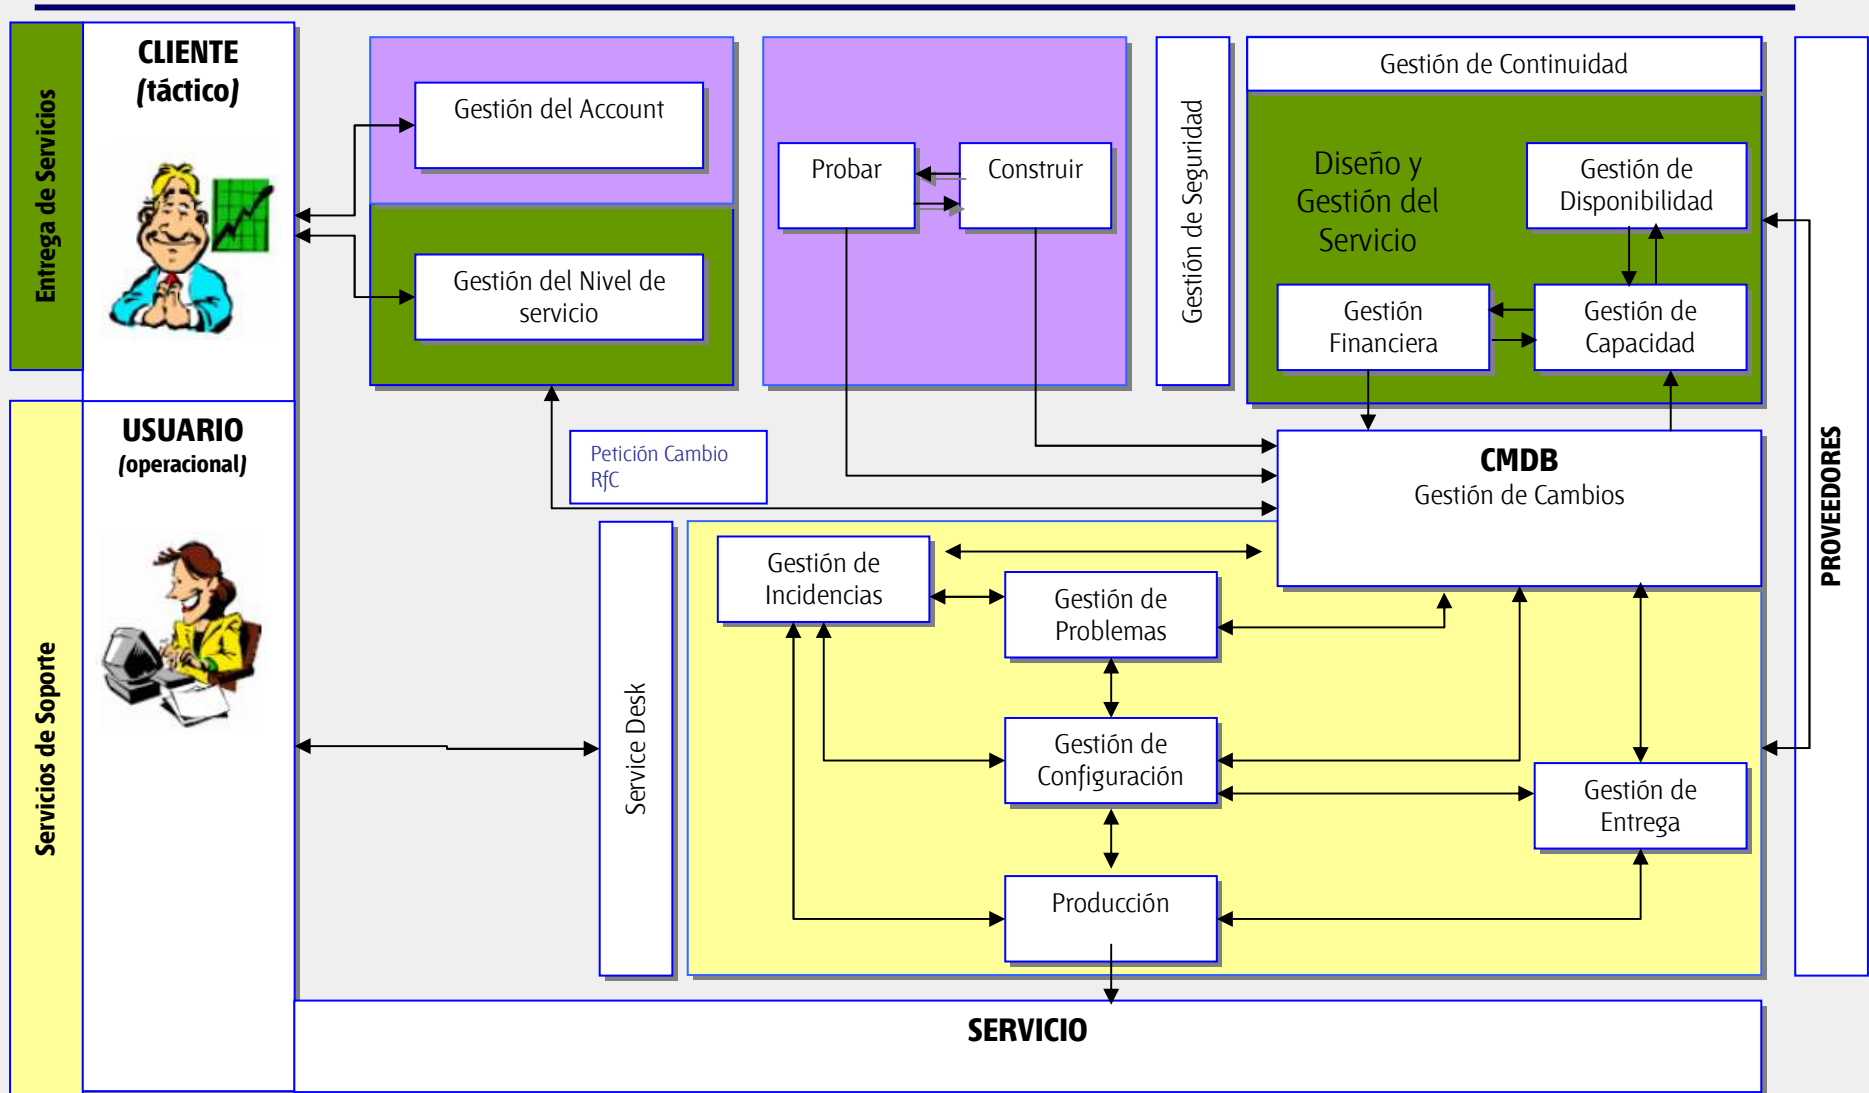 Entrega de Servicios
CLIENTE
(táctico)
Gestión del Account
Gestión del Nivel de
servicio
Probar
Construir
Gestión de Seguridad
Gestión de Continuidad
Diseño y
Gestión del
Servicio
Gestión de
Disponibilidad
Gestión
Financiera
Gestión de
Capacidad
PROVEEDORES
Servicios de Soporte
USUARIO
(operacional)
Petición Cambio
RfC
CMDB
Gestión de Cambios
Service Desk
Gestión de
Incidencias
Gestión de
Problemas
Gestión de
Configuración
Gestión de
Entrega
Producción
SERVICIO